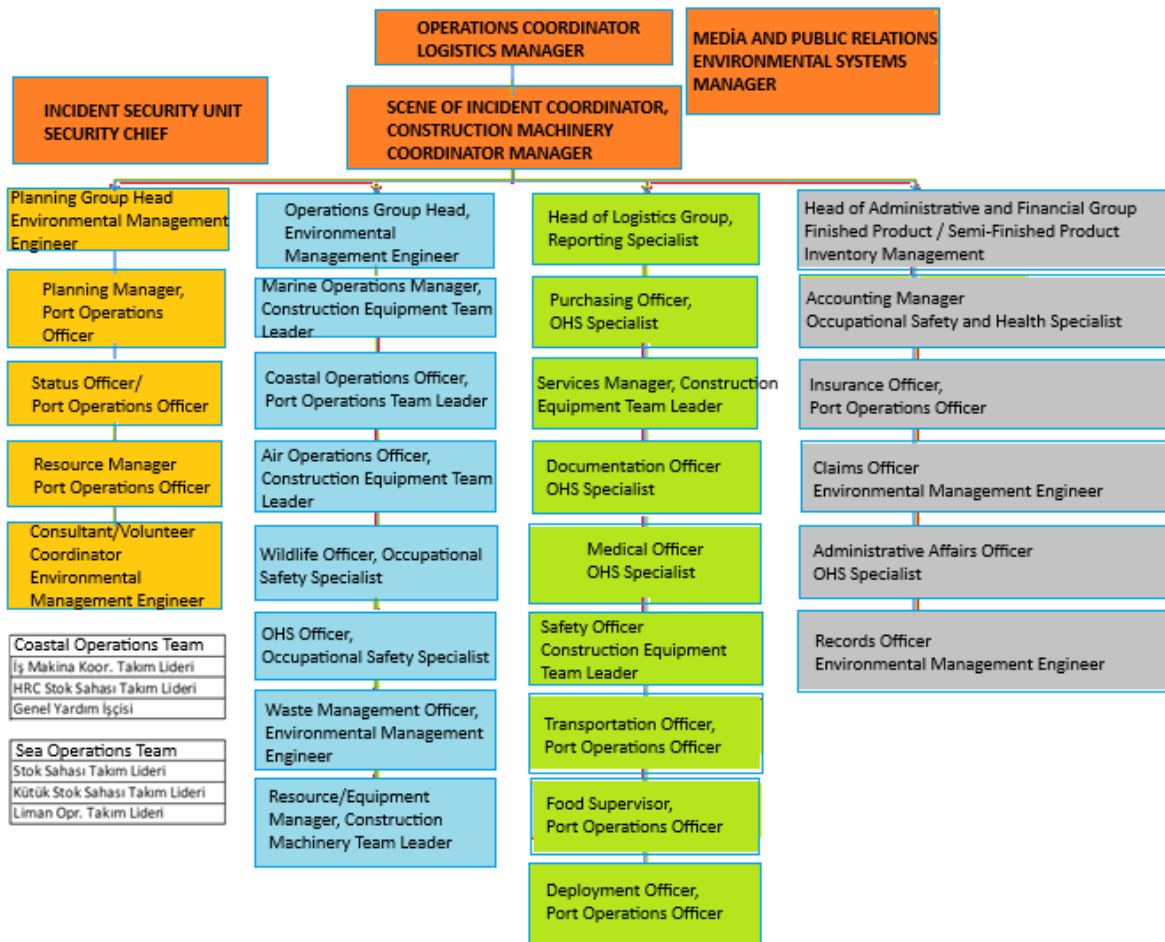 OPERATIONS COORDINATOR
LOGISTICS MANAGER
MEDİA AND PUBLIC RELATIONS
ENVIRONMENTAL SYSTEMS
MANAGER
INCIDENT SECURITY UNIT
SECURITY CHIEF
SCENE OF INCIDENT COORDINATOR,
CONSTRUCTION MACHINERY
COORDINATOR MANAGER
Planning Group Head
Environmental Management
Engineer
Planning Manager,
Port Operations
Officer
Status Officer/
Port Operations Officer
Resource Manager
Port Operations Officer
Consultant/Volunteer
Coordinator
Environmental
Management Engineer
Coastal Operations Team
İş Makina Koor. Takım Lideri
HRC Stok Sahası Takım Lideri
Genel Yardım İşçisi
Sea Operations Team
Stok Sahası Takım Lideri
Kütük Stok Sahası Takım Lideri
Liman Opr. Takım Lideri
Operations Group Head,
Environmental
Management Engineer
Marine Operations Manager,
Construction Equipment Team
Leader
Coastal Operations Officer,
Port Operations Team Leader
Air Operations Officer,
Construction Equipment Team
Leader
Wildlife Officer, Occupational
Safety Specialist
OHS Officer,
Occupational Safety Specialist
Waste Management Officer,
Environmental Management
Engineer
Resource/Equipment
Manager, Construction
Machinery Team Leader
Head of Logistics Group,
Reporting Specialist
Purchasing Officer,
OHS Specialist
Services Manager, Construction
Equipment Team Leader
Documentation Officer
OHS Specialist
Medical Officer
OHS Specialist
Safety Officer
Construction Equipment
Team Leader
Transportation Officer,
Port Operations Officer
Food Supervisor,
Port Operations Officer
Deployment Officer,
Port Operations Officer
Head of Administrative and Financial Group
Finished Product / Semi-Finished Product
Inventory Management
Accounting Manager
Occupational Safety and Health Specialist
Insurance Officer,
Port Operations Officer
Claims Officer
Environmental Management Engineer
Administrative Affairs Officer
OHS Specialist
Records Officer
Environmental Management Engineer